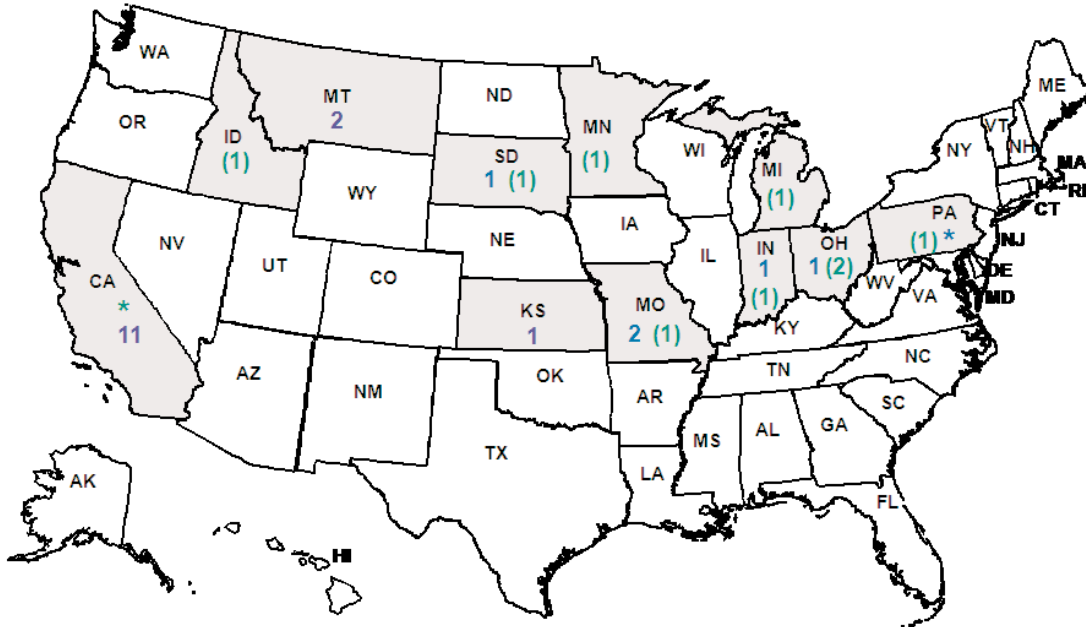 WA
MT
2
ND
MN
(1)
ME
OR
ID
(1)
SD
1 (1)
WI
MI
(1)
NY
VT
NH
MA
RI
CT
WY
IA
PA
(1) *
NJ
NV
NE
IL
IN
1
(1)
OH
1 (2)
DE
MD
CA
*
11
UT
CO
KS
1
MO
2 (1)
WV
VA
KY
AZ
NM
OK
AR
TN
NC
SC
TX
LA
MS
AL
GA
FL
AK
HI